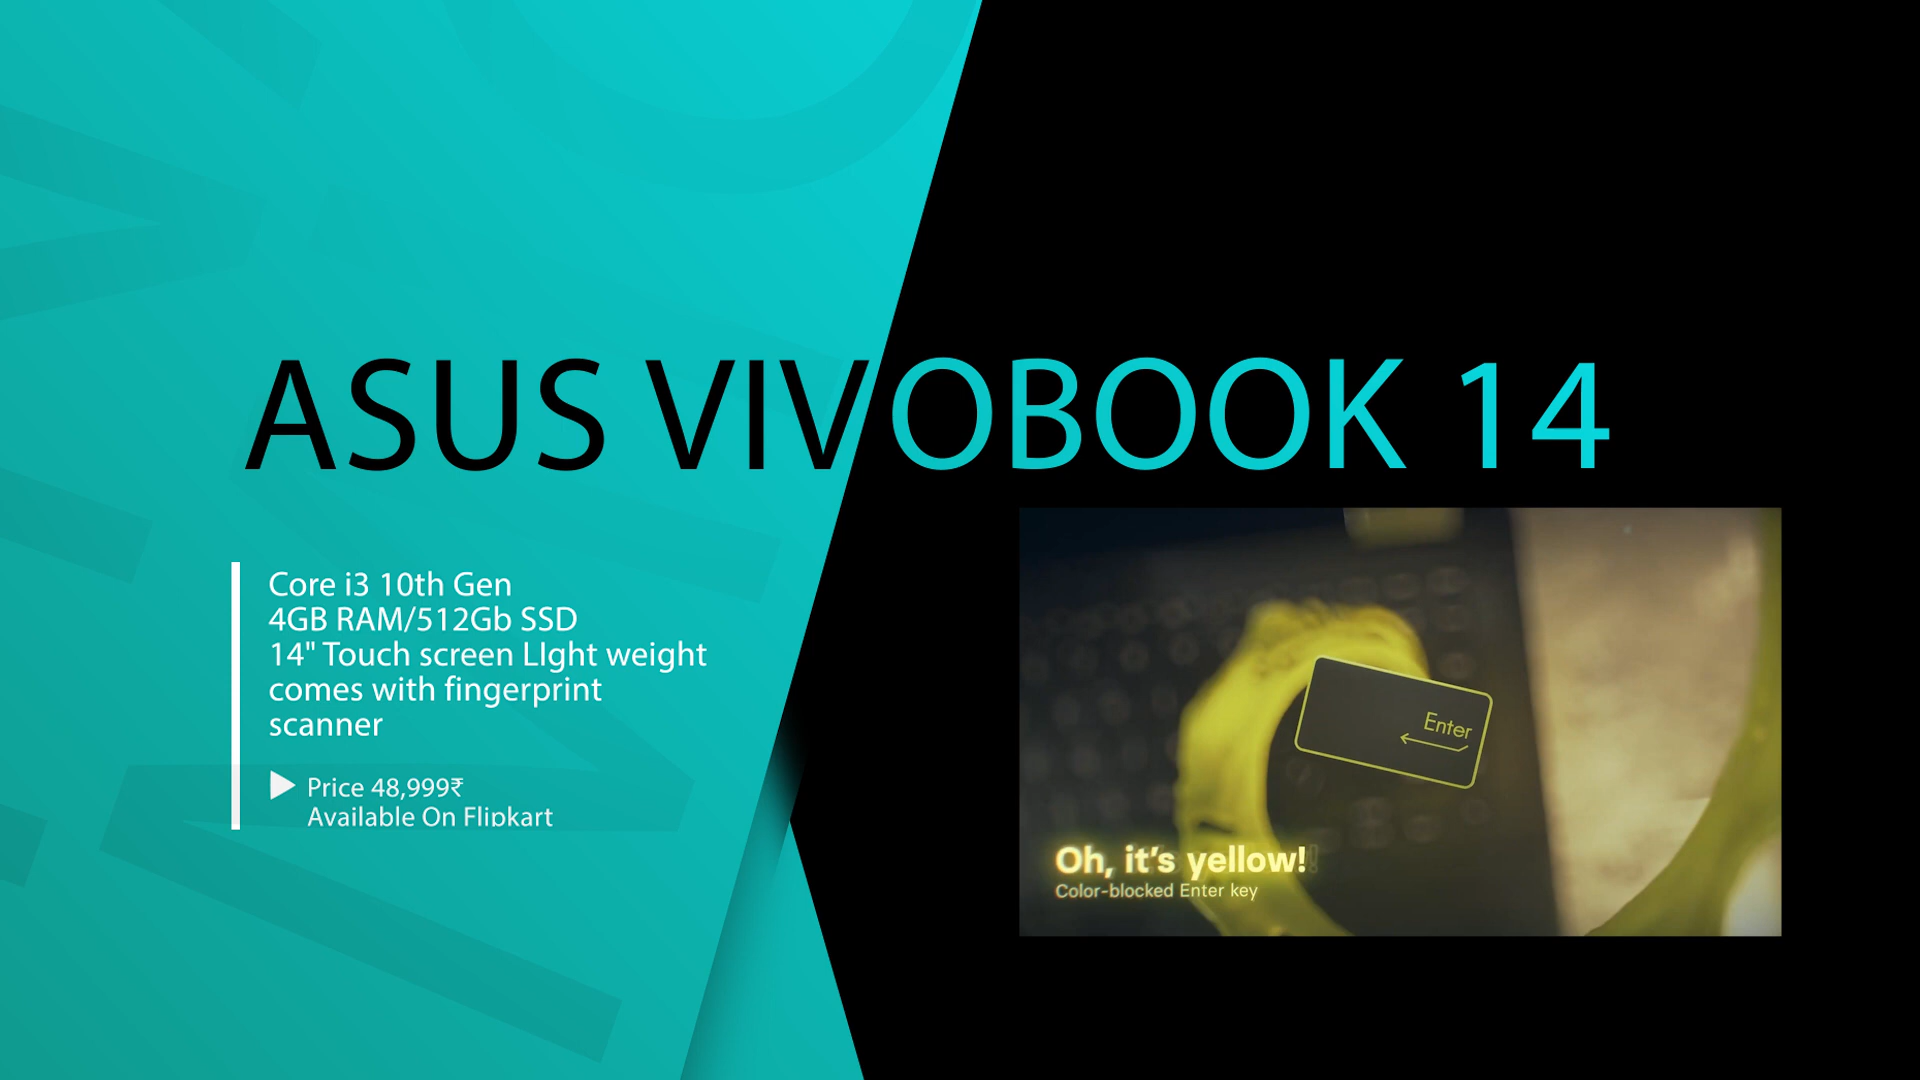 ASUS VIVOBOOK 14
Core i3 10th Gen
4GB RAM/512Gb SSD
14" Touch screen LIght weight
comes with fingerprint
scanner
Price 48,999₹
Available On Flipkart
Enter
Oh, it's yellow!
Color-blocked Enter key